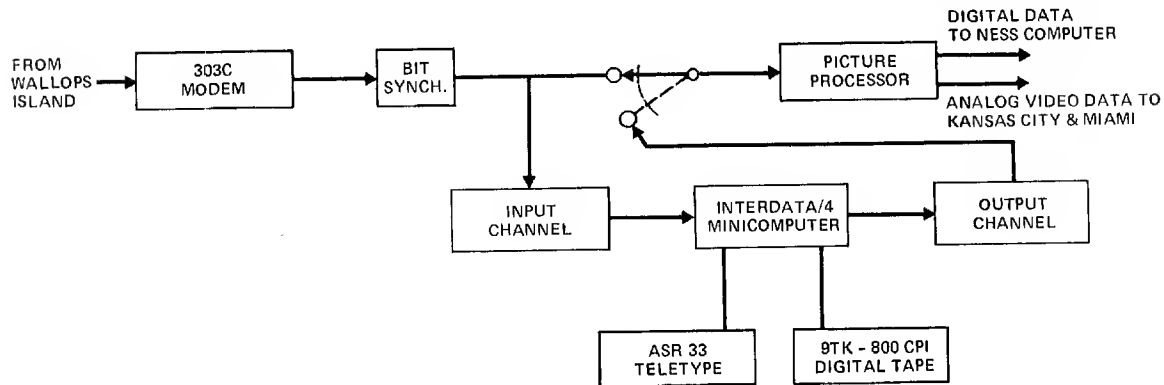 DIGITAL DATA
TO NESS COMPUTER
FROM
WALLOPS
ISLAND
303C
MODEM
BIT
SYNCH.
PICTURE
PROCESSOR
ANALOG VIDEO DATA TO
KANSAS CITY & MIAMI
INPUT
CHANNEL
INTERDATA/4
MINICOMPUTER
OUTPUT
CHANNEL
ASR 33
TELETYPE
9TK - 800 CPI
DIGITAL TAPE